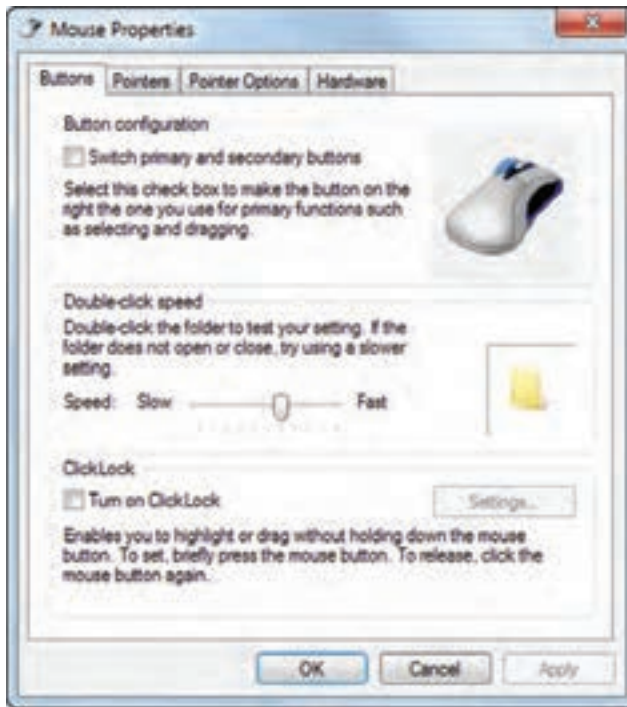 Mouse Properties
Buttons Pointers Pointer Options Hardware
Button configuration
Switch primary and secondary buttons
Select this check box to make the button on the
right the one you use for primary functions such
as selecting and dragging.
Double-click speed
Double-click the folder to test your setting. If the
folder does not open or close, try using a slower
setting.
Speed: Slow Fast
ClickLock
Turn on ClickLock Settings...
Enables you to highlight or drag without holding down the mouse
button. To set, briefly press the mouse button. To release, click the
mouse button again.
OK Cancel Apply